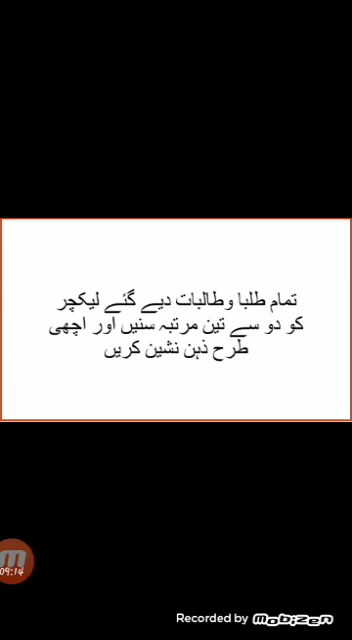 تمام طلبا وطالبات دیے گئے لیکچر
کو دو سے تین مرتبہ سنیں اور اچھی
طرح ذہن نشین کریں
09:14
Recorded by Mobizen